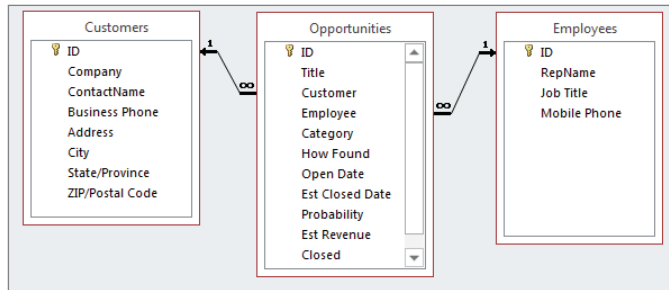 Customers
ID
Company
ContactName
Business Phone
Address
City
State/Province
ZIP/Postal Code
1
∞
Opportunities
ID
Title
Customer
Employee
Category
How Found
Open Date
Est Closed Date
Probability
Est Revenue
Closed
∞
1
Employees
ID
RepName
Job Title
Mobile Phone